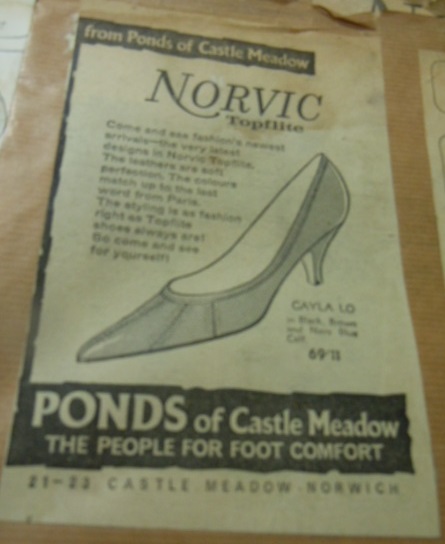 from Ponds of Castle Meadow
NORVIC
Topflite
Come and see fashion's newest
arrivals—the very latest
designs in Norvic Topflite.
The leathers are soft
perfection. The colours
match up to the last
word from Paris.
The styling is as fashion
right as Topflite
shoes always are!
Go come and see
for yourself!
GAYLA LO
in Black, Brown
and Navy Blue
Calf
69'11
PONDS of Castle Meadow
THE PEOPLE FOR FOOT COMFORT
21-23 CASTLE MEADOW · NORWICH